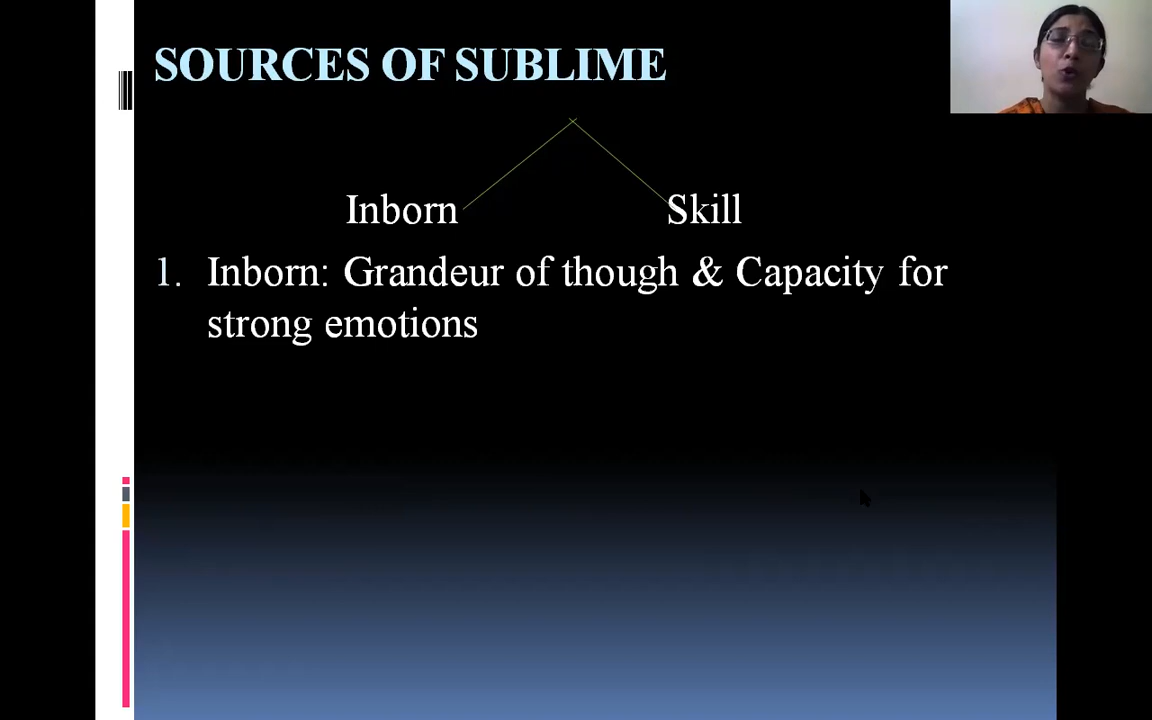 SOURCES OF SUBLIME
Inborn Skill
1. Inborn: Grandeur of though & Capacity for
strong emotions